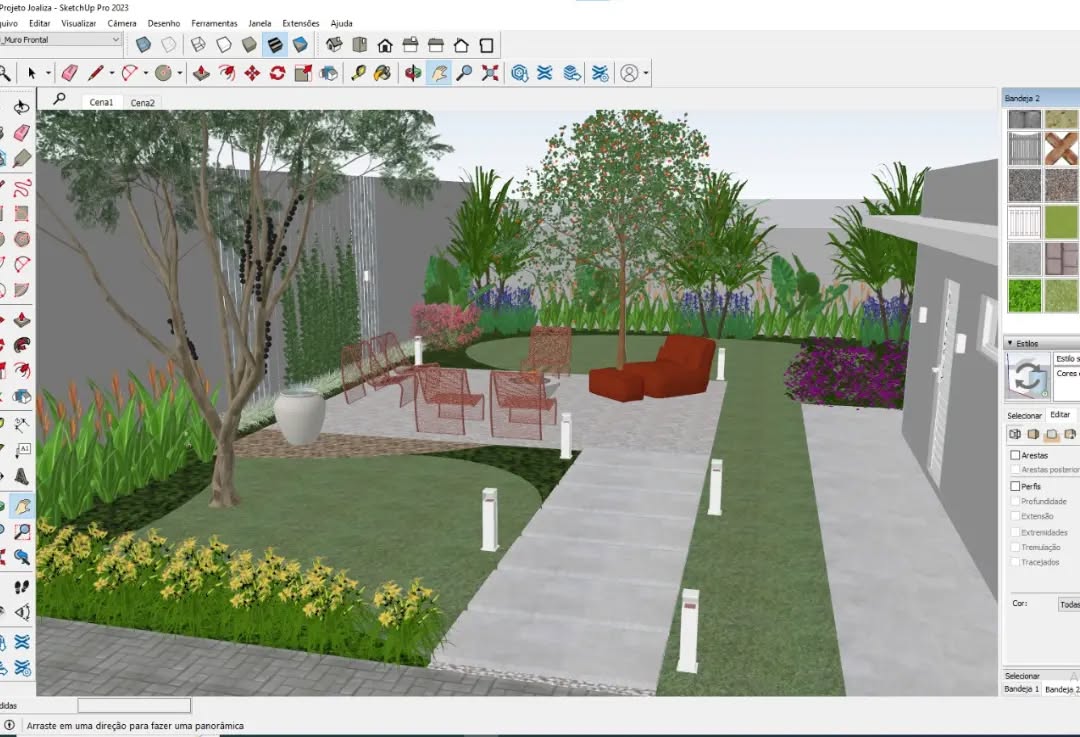 Projeto Joaliza - SketchUp Pro 2023
quivo Editar Visualizar Câmera Desenho Ferramentas Janela Extensões Ajuda
_Muro Frontal
Cena1 Cena2
Bandeja 2
Estilos
Estilo s
Cores e
Selecionar Editar
Arestas
Arestas posterior
Perfis
Profundidade
Extensão
Extremidades
Tremulação
Tracejados
Cor: Todas
Selecionar
Bandeja 1 Bandeja 2
didas
Arraste em uma direção para fazer uma panorâmica